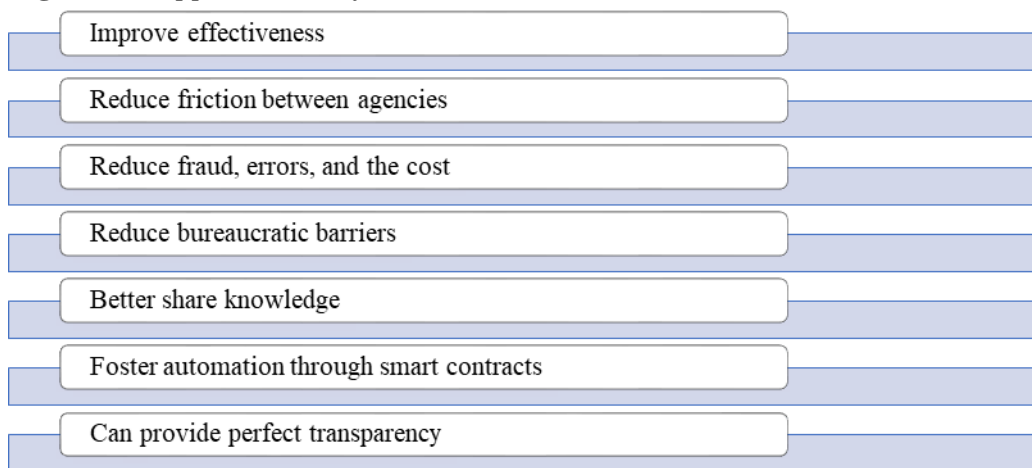 Improve effectiveness
Reduce friction between agencies
Reduce fraud, errors, and the cost
Reduce bureaucratic barriers
Better share knowledge
Foster automation through smart contracts
Can provide perfect transparency